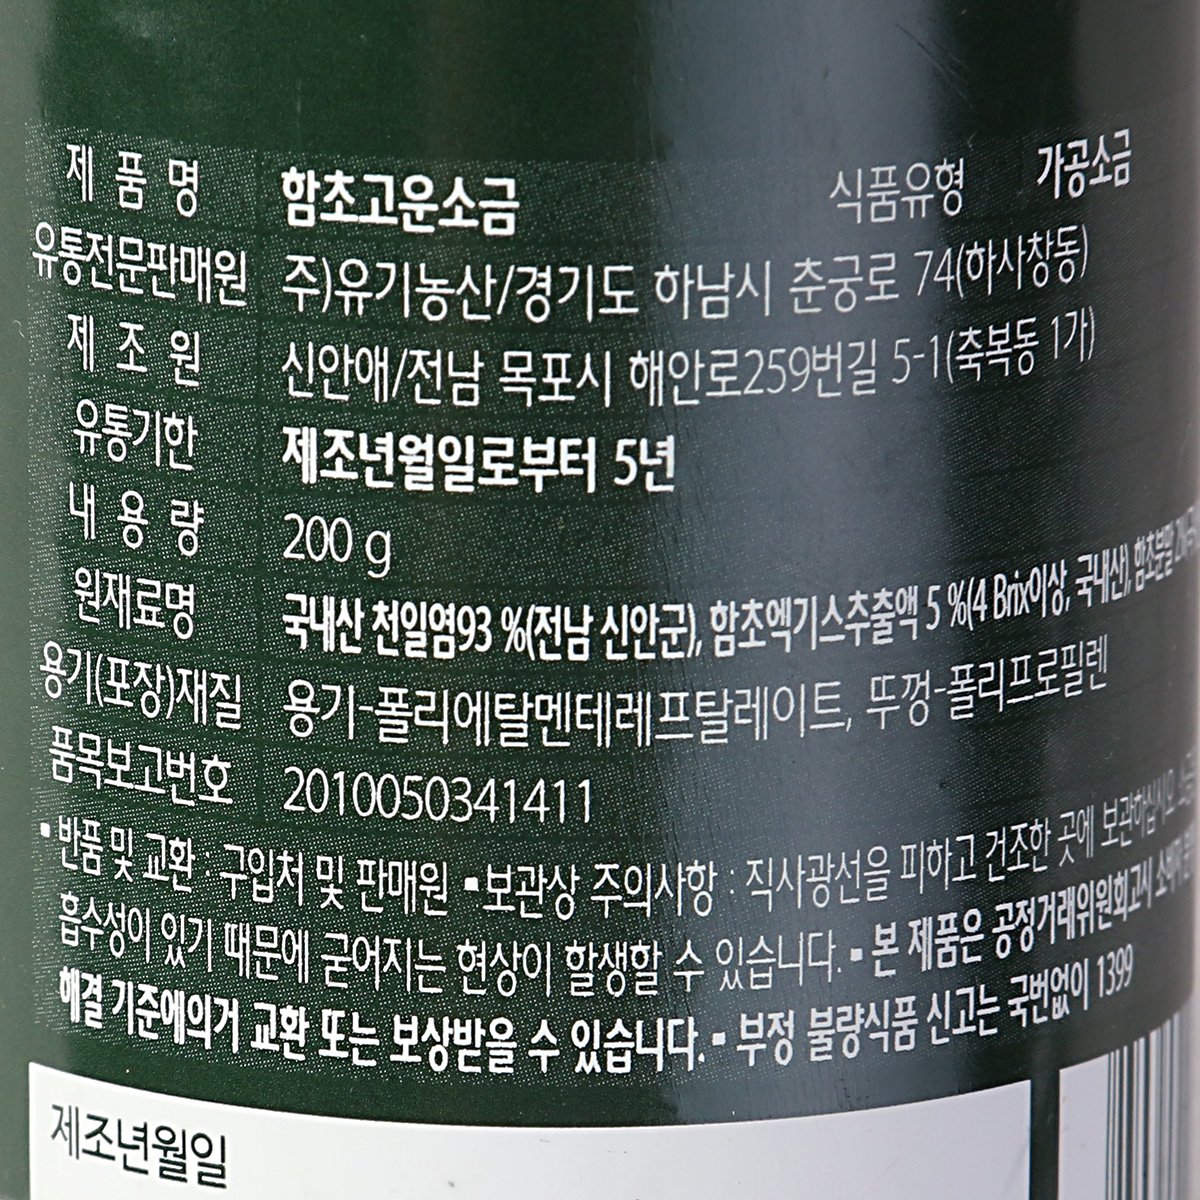 제 품 명 함초고운소금 식품유형 가공소금
유통전문판매원 주)유기농산/경기도 하남시 춘궁로 74(하사창동)
제 조 원 신안애/전남 목포시 해안로259번길 5-1(축복동 1가)
유통기한 제조년월일로부터 5년
내 용 량 200 g
원재료명 국내산 천일염93 %(전남 신안군), 함초엑기스추출액 5 %(4 Brix이상, 국내산), 함초분말
용기(포장)재질 용기-폴리에탈멘테레프탈레이트, 뚜껑-폴리프로필렌
품목보고번호 2010050341411
▪반품 및 교환 : 구입처 및 판매원 ▪보관상 주의사항 : 직사광선을 피하고 건조한 곳에 보관하십시오.
흡수성이 있기 때문에 굳어지는 현상이 할생할 수 있습니다. ▪본 제품은 공정거래위원회고시
해결 기준에의거 교환 또는 보상받을 수 있습니다. ▪부정 불량식품 신고는 국번없이 1399
제조년월일